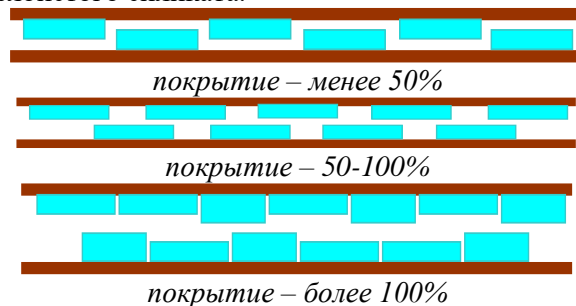 покрытие – менее 50%
покрытие – 50-100%
покрытие – более 100%